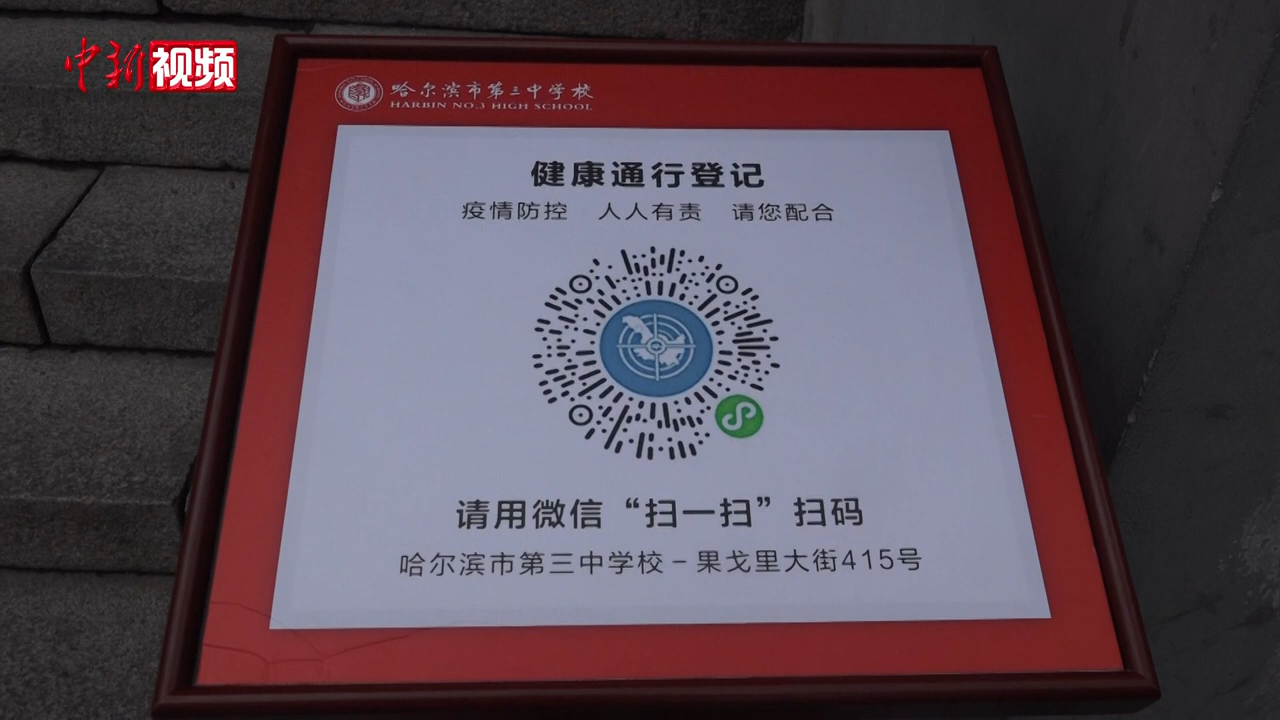 中新视频
哈尔滨市第三中学校
HARBIN NO.3 HIGH SCHOOL
健康通行登记
疫情防控 人人有责 请您配合
请用微信“扫一扫”扫码
哈尔滨市第三中学校－果戈里大街415号